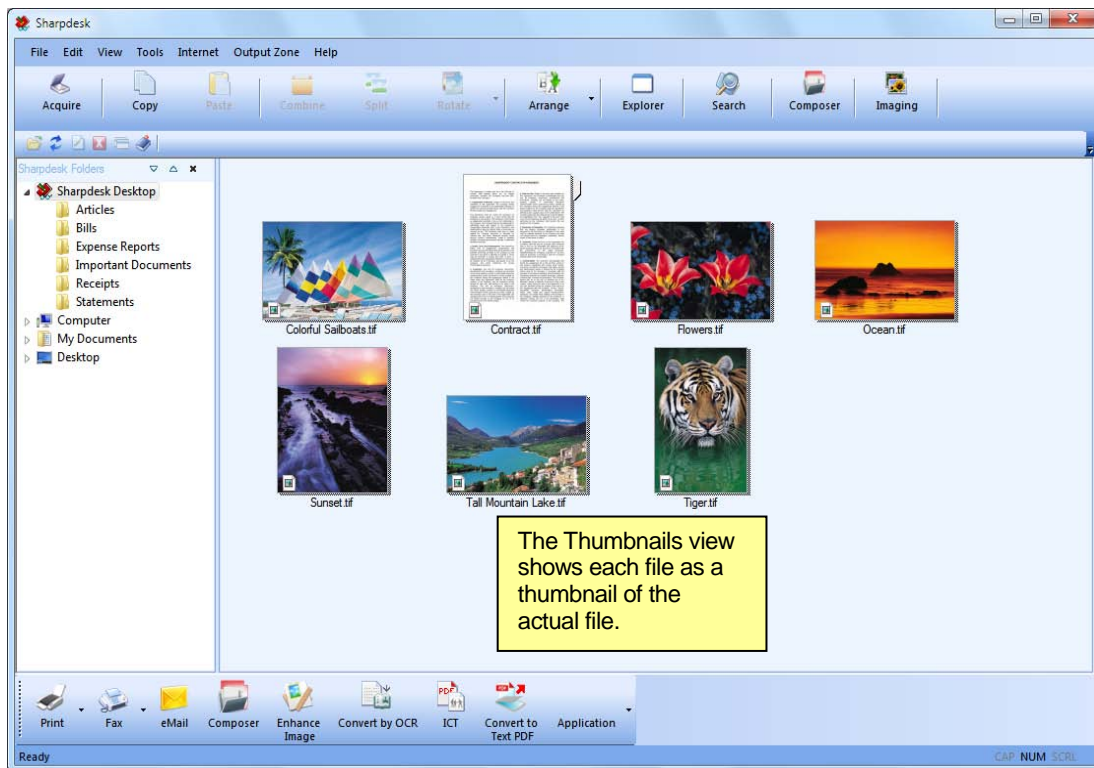 Sharpdesk
File Edit View Tools Internet Output Zone Help
Acquire Copy Paste Combine Split Rotate Arrange Explorer Search Composer Imaging
Sharpdesk Folders
Sharpdesk Desktop
Articles
Bills
Expense Reports
Important Documents
Receipts
Statements
Computer
My Documents
Desktop
Colorful Sailboats.tif Contract.tif Flowers.tif Ocean.tif
Sunset.tif Tall Mountain Lake.tif Tiger.tif
The Thumbnails view
shows each file as a
thumbnail of the
actual file.
Print Fax eMail Composer Enhance Image Convert by OCR ICT Convert to Text PDF Application
Ready CAP NUM SCRL